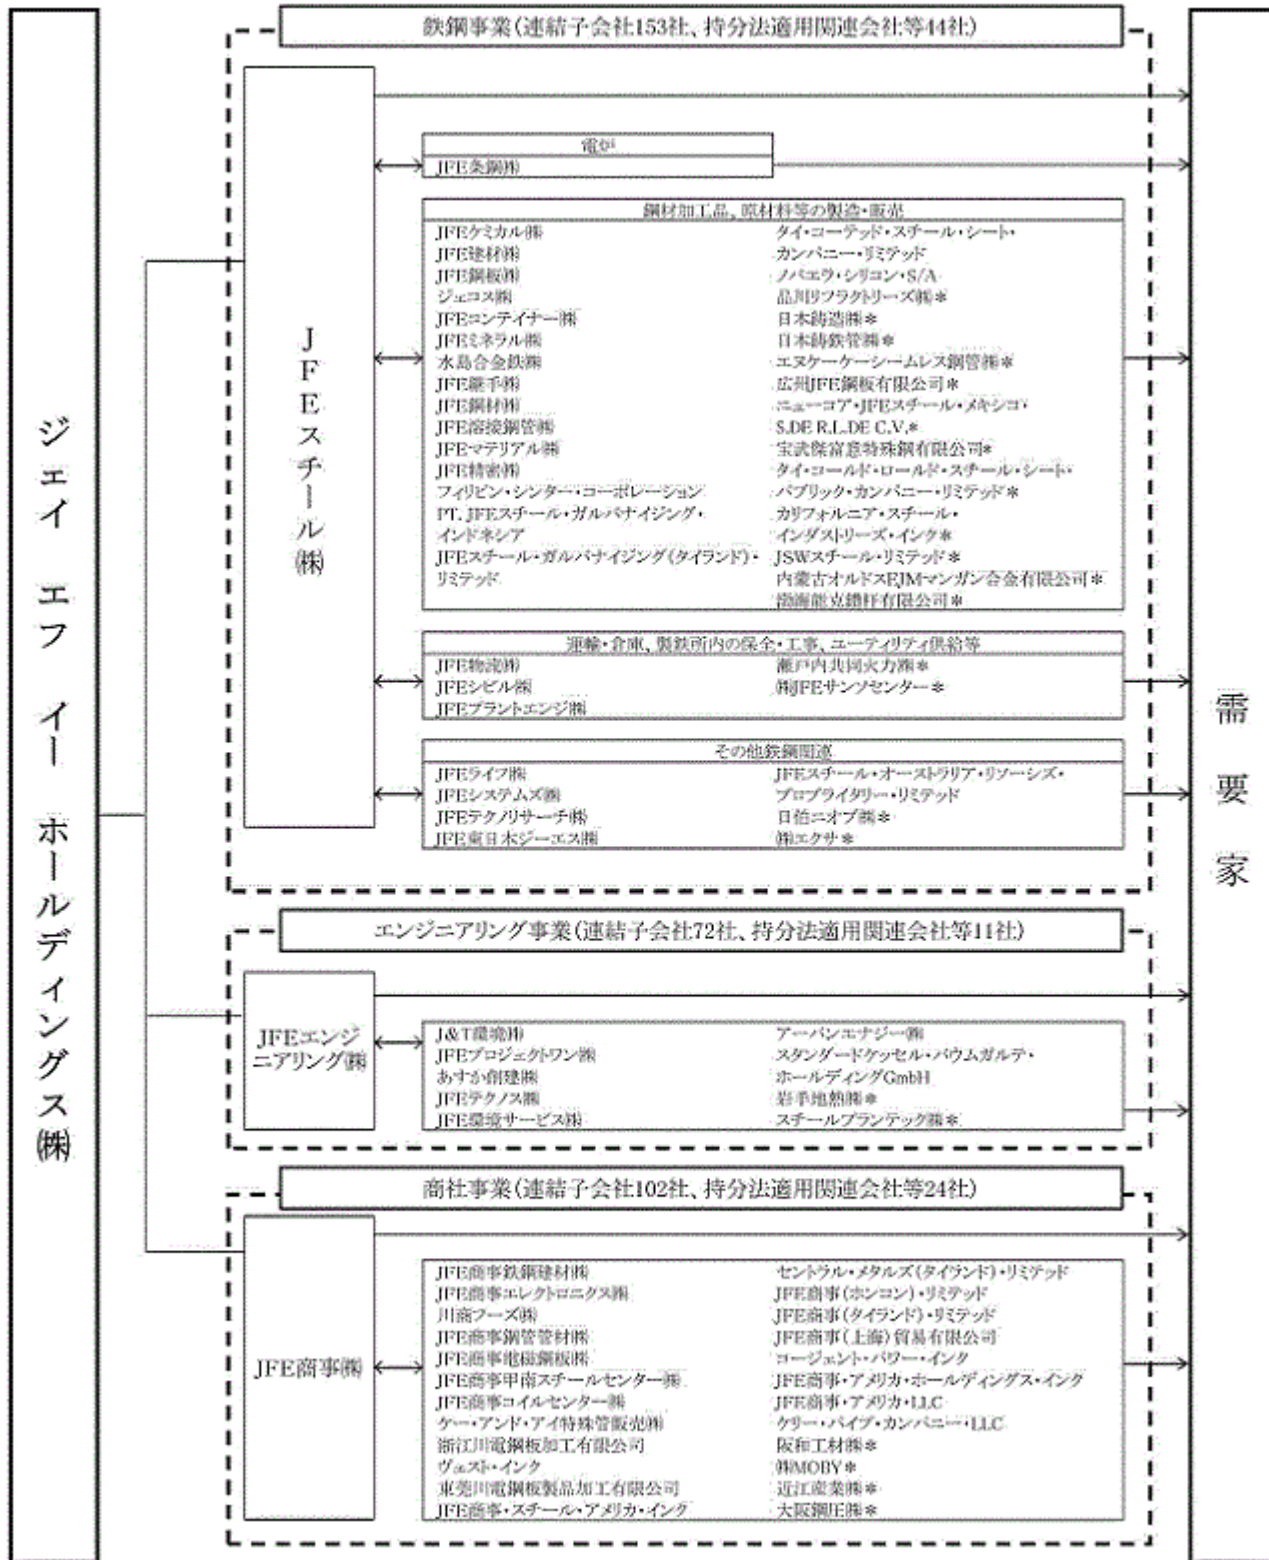 ジェイ エフ イー ホールディングス㈱
鉄鋼事業(連結子会社153社、持分法適用関連会社等44社)
JFEスチール㈱
電炉
JFE条鋼㈱
鋼材加工品、原材料等の製造・販売
JFEケミカル㈱
JFE建材㈱
JFE鋼板㈱
ジェコス㈱
JFEコンテイナー㈱
JFEミネラル㈱
水島合金鉄㈱
JFE継手㈱
JFE鋼材㈱
JFE溶接鋼管㈱
JFEマテリアル㈱
JFE精密㈱
フィリピン・シンター・コーポレーション
PT. JFEスチール・ガルバナイジング・
インドネシア
JFEスチール・ガルバナイジング(タイランド)・
リミテッド
タイ・コーテッド・スチール・シート・
カンパニー・リミテッド
ノバエラ・シリコン・S/A
品川リフラクトリーズ㈱*
日本鋳造㈱*
日本鋳鉄管㈱*
エヌケーケーシームレス鋼管㈱*
広州JFE鋼板有限公司*
ニューコア・JFEスチール・メキシコ・
S.DE R.L.DE C.V.*
宝武傑富意特殊鋼有限公司*
タイ・コールド・ロールド・スチール・シート・
パブリック・カンパニー・リミテッド*
カリフォルニア・スチール・
インダストリーズ・インク*
JSWスチール・リミテッド*
内蒙古オルドスEJMマンガン合金有限公司*
渤海能克鑽杆有限公司*
運輸・倉庫、製鉄所内の保全・工事、ユーティリティ供給等
JFE物流㈱
JFEシビル㈱
JFEプラントエンジ㈱
瀬戸内共同火力㈱*
㈱JFEサンソセンター*
その他鉄鋼関連
JFEライフ㈱
JFEシステムズ㈱
JFEテクノリサーチ㈱
JFE東日本ジーエス㈱
JFEスチール・オーストラリア・リソーシズ・
プロプライタリー・リミテッド
日伯ニオブ㈱*
㈱エクサ*
エンジニアリング事業(連結子会社72社、持分法適用関連会社等11社)
JFEエンジ
ニアリング㈱
J&T環境㈱
JFEプロジェクトワン㈱
あすか創建㈱
JFEテクノス㈱
JFE環境サービス㈱
アーバンエナジー㈱
スタンダードケッセル・バウムガルテ・
ホールディングGmbH
岩手地熱㈱*
スチールプランテック㈱*
商社事業(連結子会社102社、持分法適用関連会社等24社)
JFE商事㈱
JFE商事鉄鋼建材㈱
JFE商事エレクトロニクス㈱
川商フーズ㈱
JFE商事鋼管管材㈱
JFE商事電磁鋼板㈱
JFE商事甲南スチールセンター㈱
JFE商事コイルセンター㈱
ケー・アンド・アイ特殊管販売㈱
浙江川電鋼板加工有限公司
ヴェスト・インク
東莞川電鋼板製品加工有限公司
JFE商事・スチール・アメリカ・インク
セントラル・メタルズ(タイランド)・リミテッド
JFE商事(ホンコン)・リミテッド
JFE商事(タイランド)・リミテッド
JFE商事(上海)貿易有限公司
コージェント・パワー・インク
JFE商事・アメリカ・ホールディングス・インク
JFE商事・アメリカ・LLC
ケリー・パイプ・カンパニー・LLC
阪和工材㈱*
㈱MOBY*
近江産業㈱*
大阪鋼圧㈱*
需要家